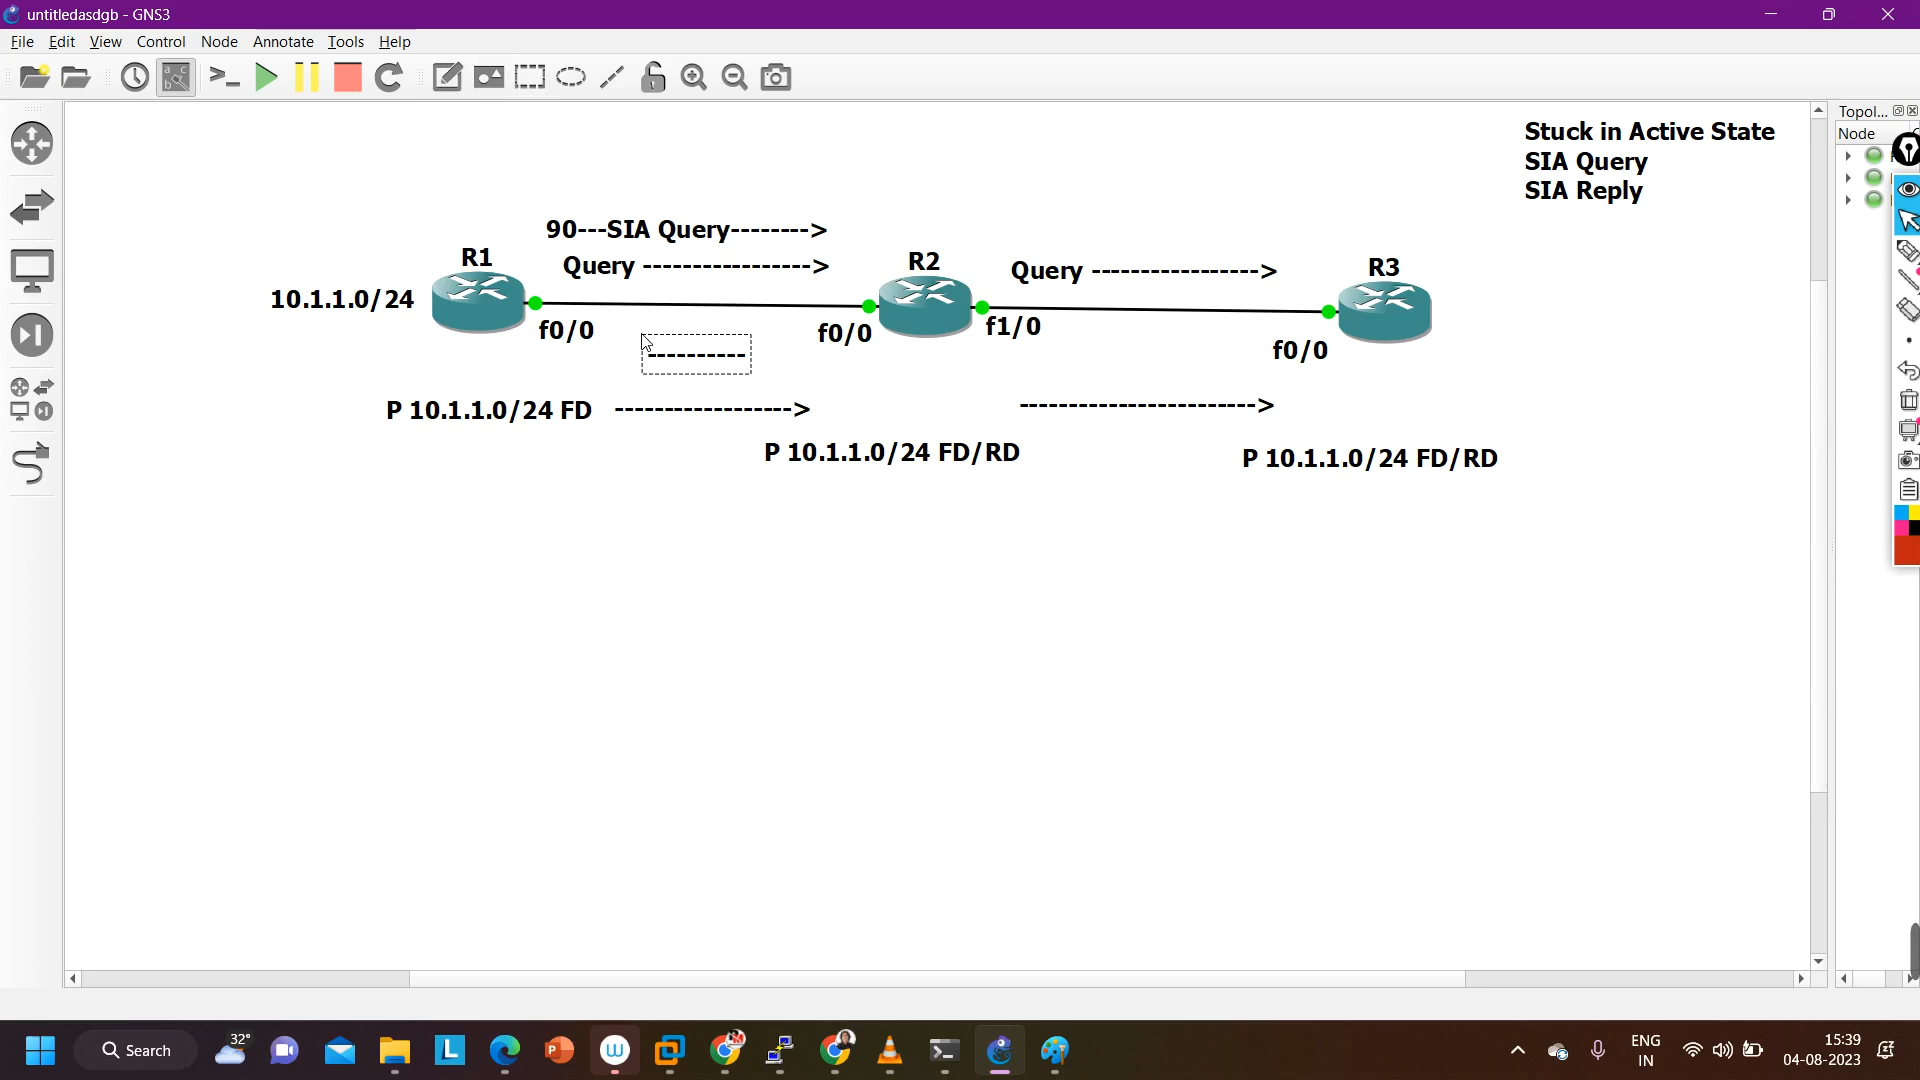 untitledasdgb - GNS3
File Edit View Control Node Annotate Tools Help
Topol...
Node
Stuck in Active State
SIA Query
SIA Reply
90---SIA Query-------->
Query ----------------->
Query ----------------->
R1
R2
R3
10.1.1.0/24
f0/0
f0/0
f1/0
f0/0
----------
P 10.1.1.0/24 FD
------------------>
------------------------>
P 10.1.1.0/24 FD/RD
P 10.1.1.0/24 FD/RD
32°
Search
ENG
IN
15:39
04-08-2023